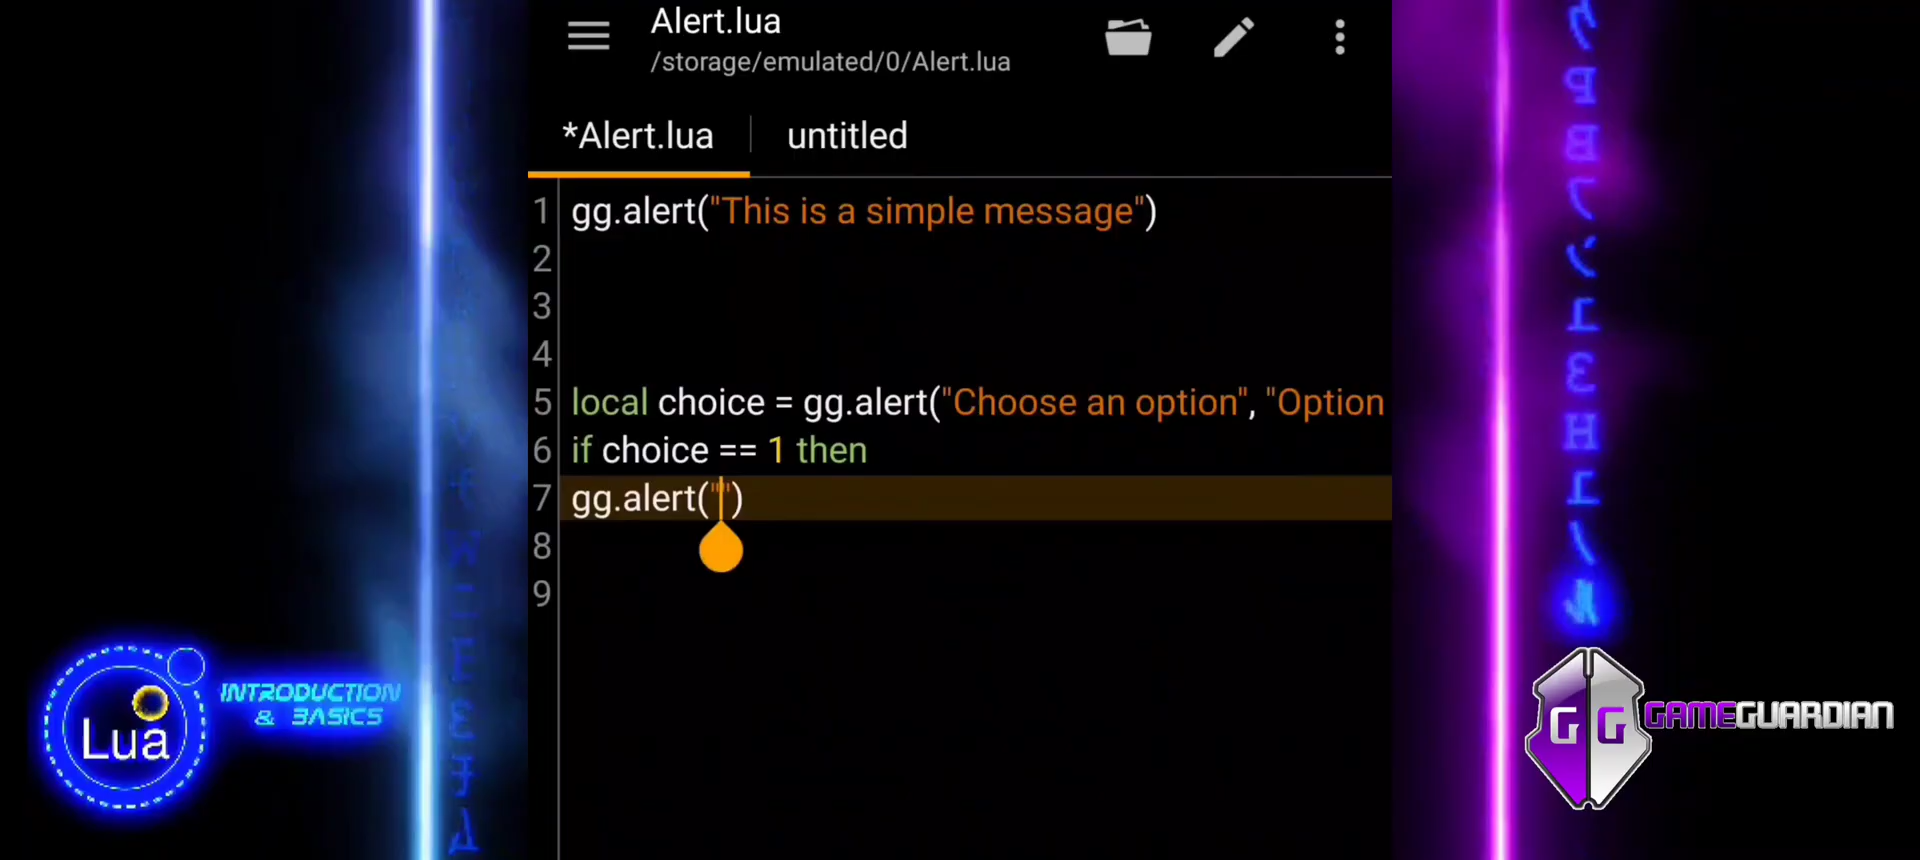 Alert.lua
/storage/emulated/0/Alert.lua
*Alert.lua
untitled
1 gg.alert("This is a simple message")
2
3
4
5 local choice = gg.alert("Choose an option", "Option
6 if choice == 1 then
7 gg.alert("")
8
9
Lua
INTRODUCTION
& BASICS
G G
GAMEGUARDIAN